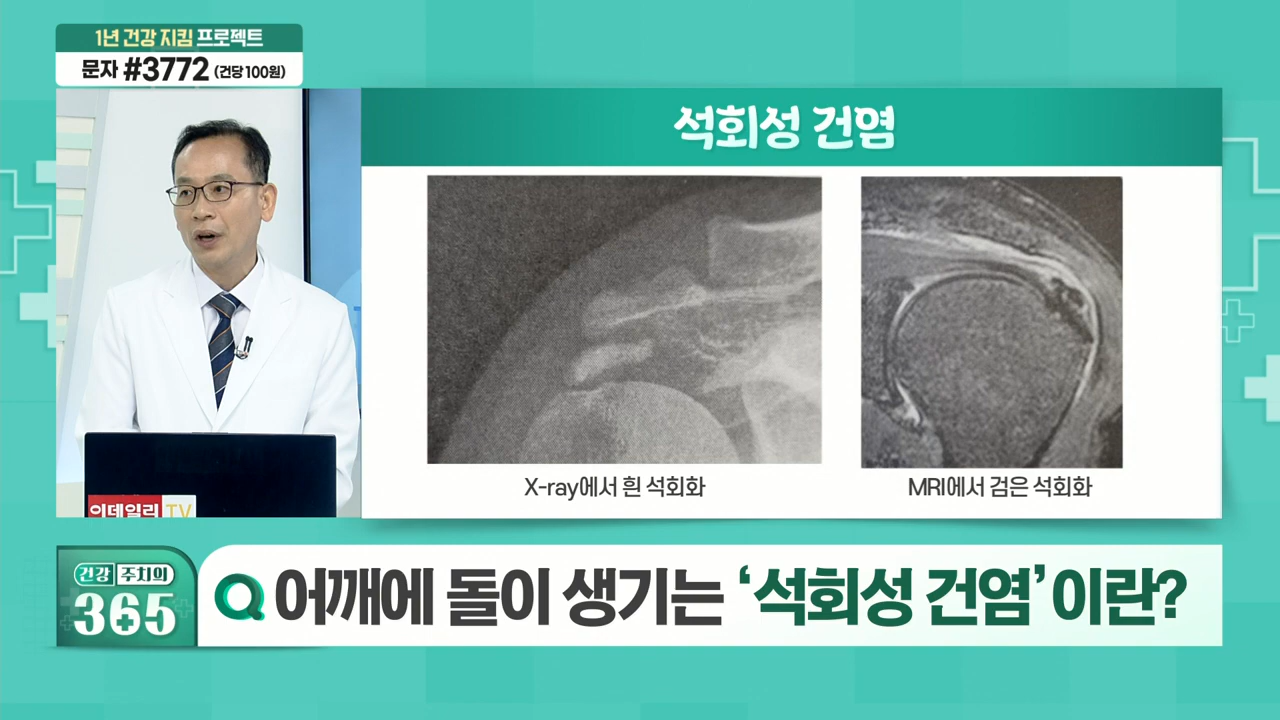 1년 건강 지킴 프로젝트
문자 #3772 (건당 100원)
석회성 건염
X-ray에서 흰 석회화
MRI에서 검은 석회화
이데일리 TV
건강 주치의
365
Q 어깨에 돌이 생기는 ‘석회성 건염’이란?